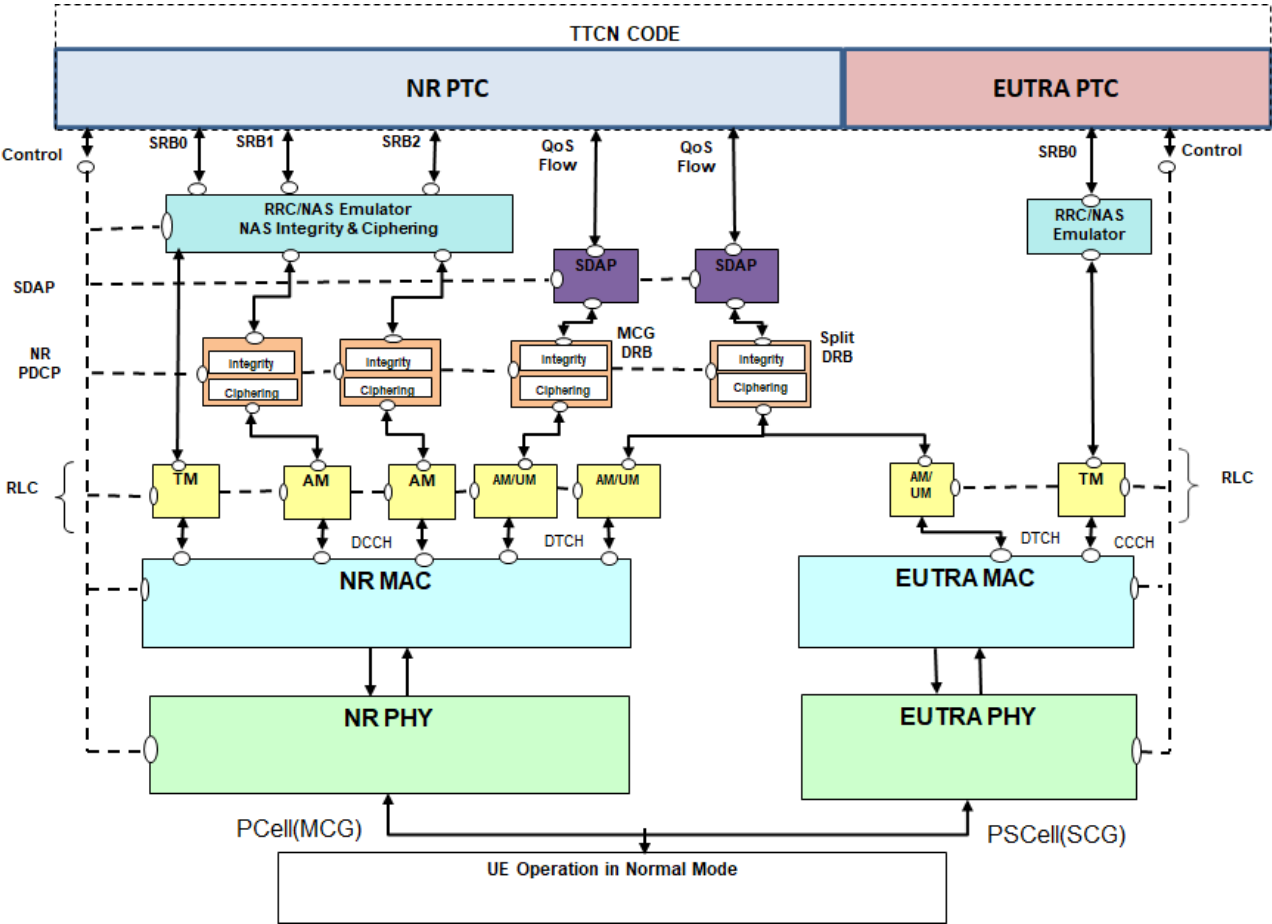 TTCN CODE
NR PTC
EUTRA PTC
Control
SRB0
SRB1
SRB2
QoS
Flow
QoS
Flow
SRB0
Control
RRC/NAS Emulator
NAS Integrity & Ciphering
RRC/NAS
Emulator
SDAP
SDAP
SDAP
NR
PDCP
MCG
DRB
Split
DRB
Integrity
Ciphering
Integrity
Ciphering
Integrity
Ciphering
Integrity
Ciphering
RLC
TM
AM
AM
AM/UM
AM/UM
AM/
UM
TM
RLC
DCCH
DTCH
DTCH
CCCH
NR MAC
EUTRA MAC
NR PHY
EUTRA PHY
PCell(MCG)
PSCell(SCG)
UE Operation in Normal Mode